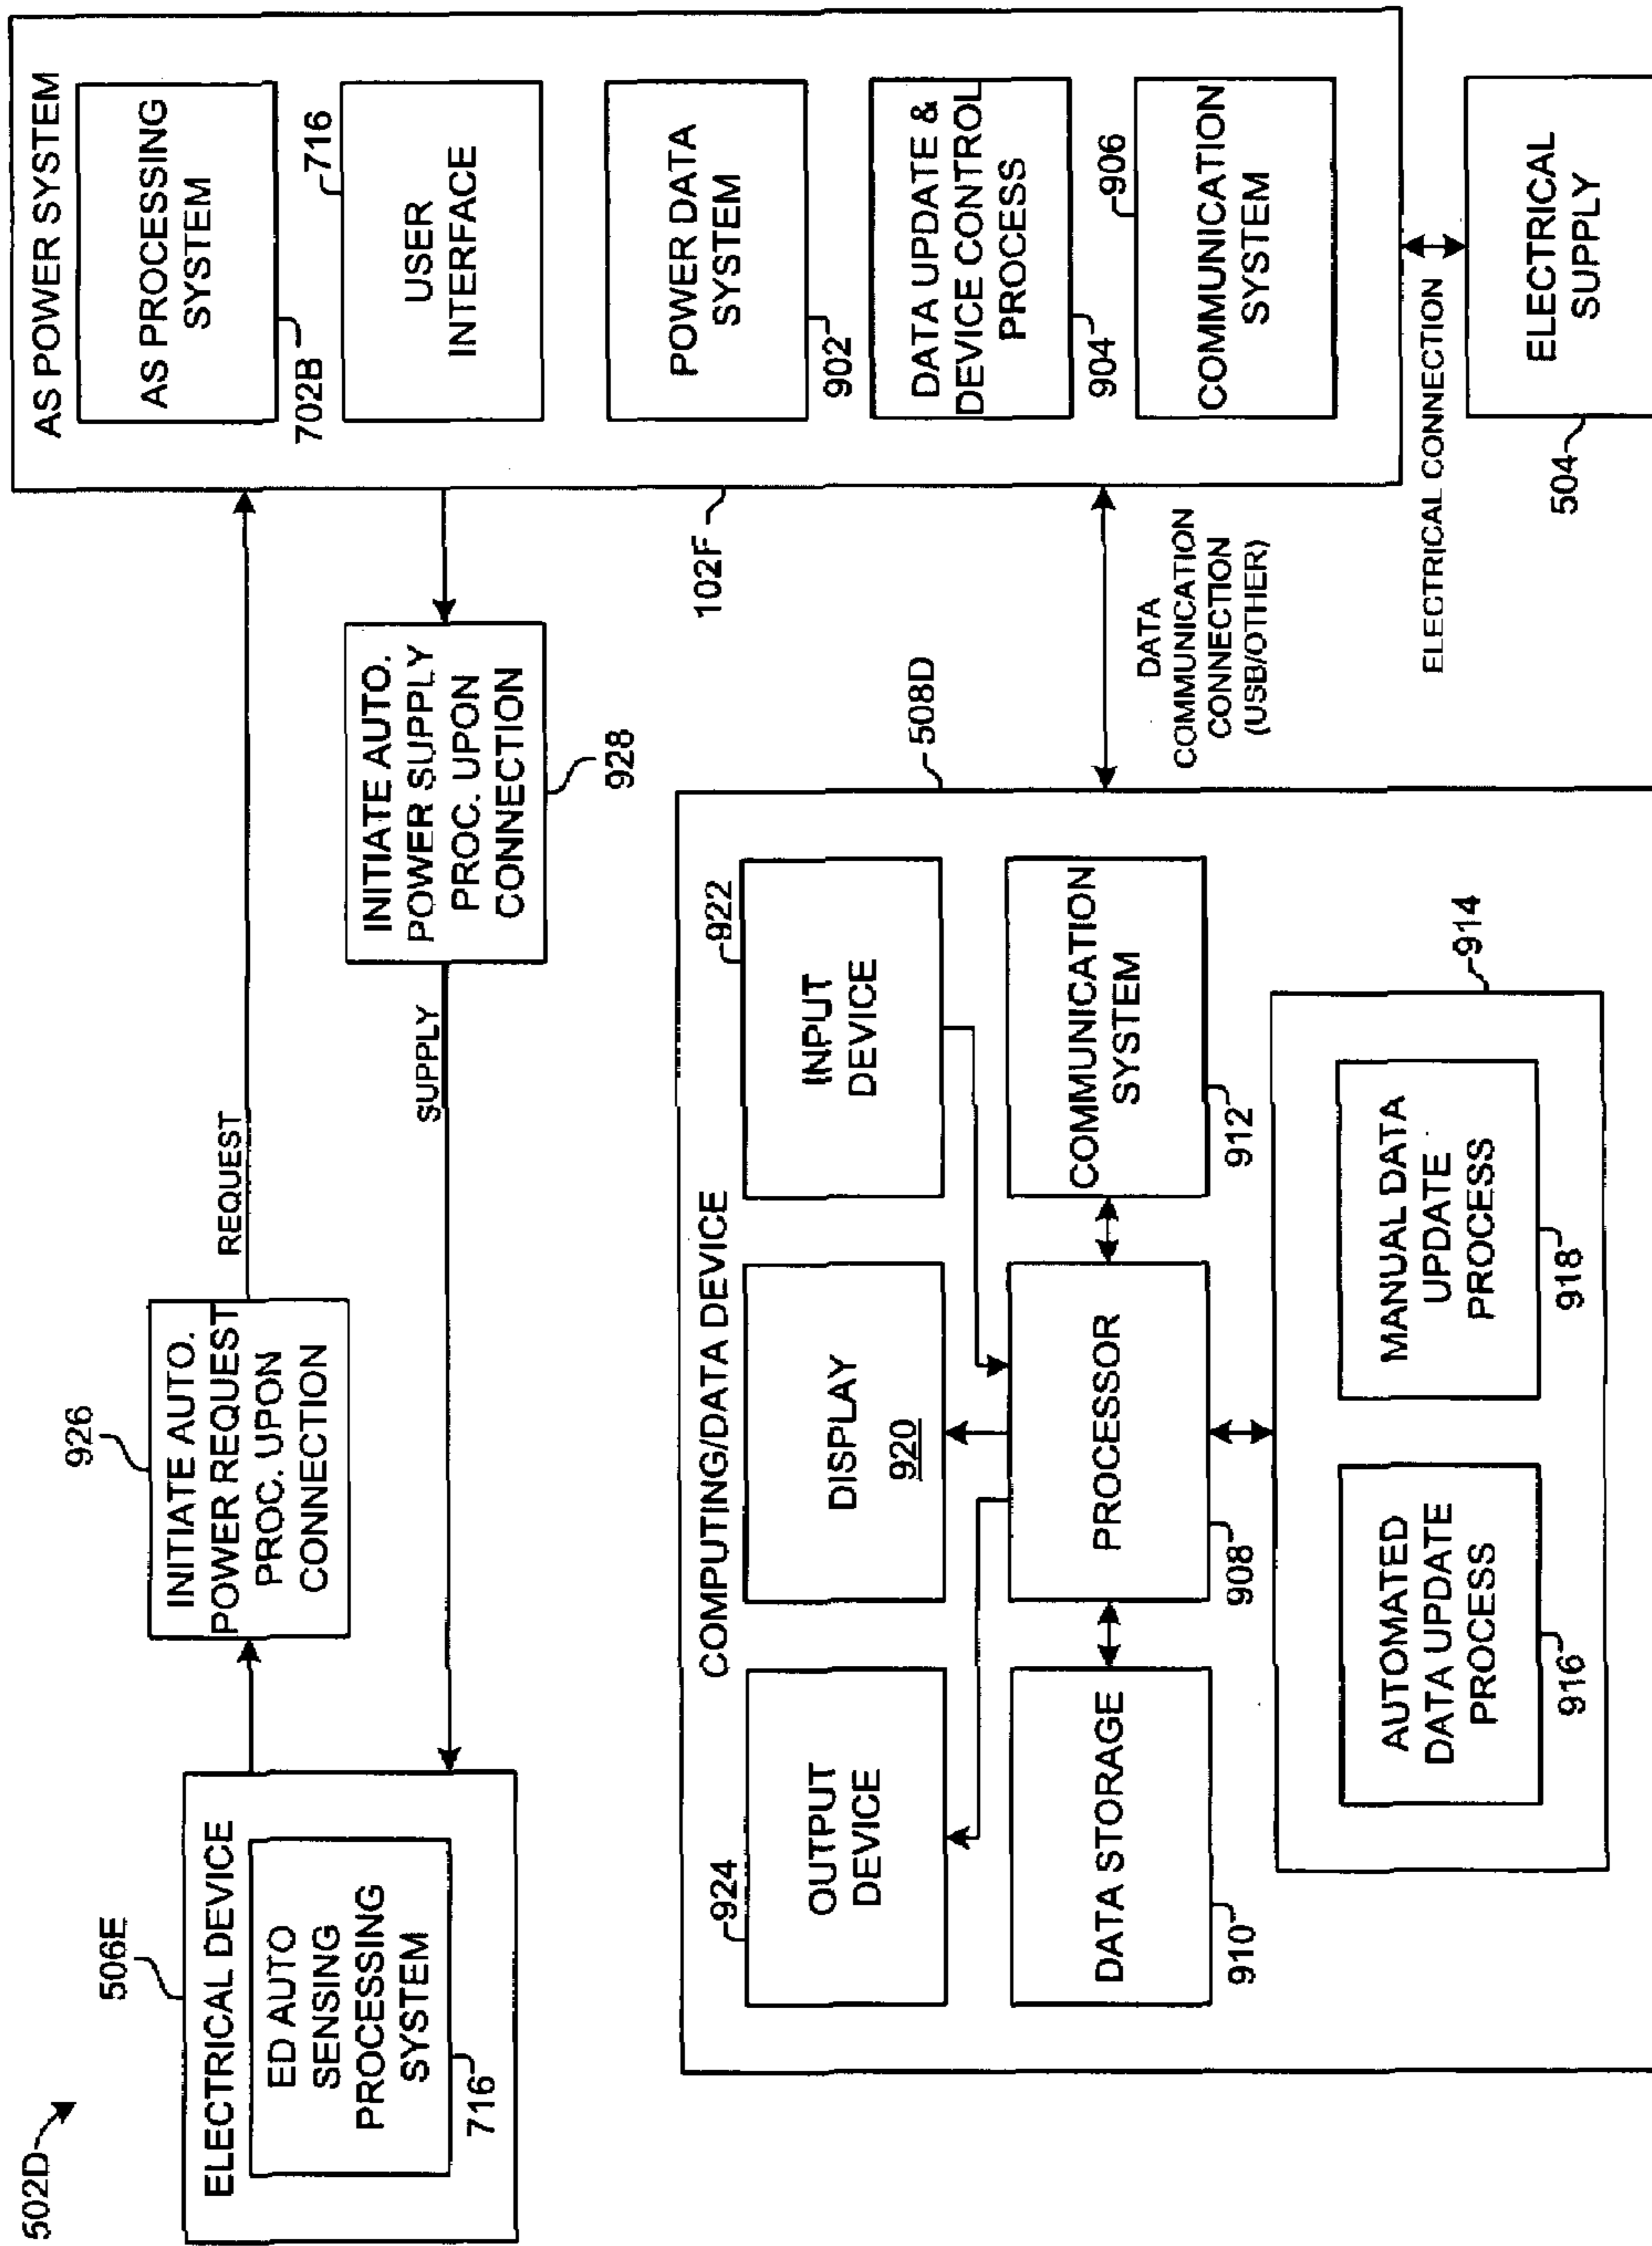 502D
506E
ELECTRICAL DEVICE
ED AUTO
SENSING
PROCESSING
SYSTEM
716
926
INITIATE AUTO.
POWER REQUEST
PROC. UPON
CONNECTION
REQUEST
SUPPLY
INITIATE AUTO.
POWER SUPPLY
PROC. UPON
CONNECTION
928
AS POWER SYSTEM
AS PROCESSING
SYSTEM
702B
716
USER
INTERFACE
POWER DATA
SYSTEM
902
DATA UPDATE &
DEVICE CONTROL
PROCESS
904
906
COMMUNICATION
SYSTEM
102F
DATA
COMMUNICATION
CONNECTION
(USB/OTHER)
ELECTRICAL CONNECTION
ELECTRICAL
SUPPLY
504
508D
COMPUTING/DATA DEVICE
924
OUTPUT
DEVICE
DISPLAY
920
922
INPUT
DEVICE
DATA STORAGE
910
PROCESSOR
908
COMMUNICATION
SYSTEM
912
914
AUTOMATED
DATA UPDATE
PROCESS
916
MANUAL DATA
UPDATE
PROCESS
918